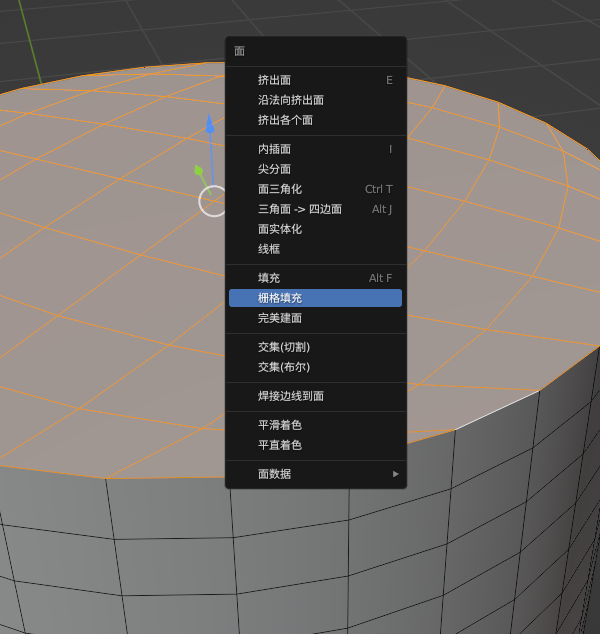 面
挤出面 E
沿法向挤出面
挤出各个面
内插面 I
尖分面
面三角化 Ctrl T
三角面 -> 四边面 Alt J
面实体化
线框
填充 Alt F
栅格填充
完美建面
交集(切割)
交集(布尔)
焊接边线到面
平滑着色
平直着色
面数据